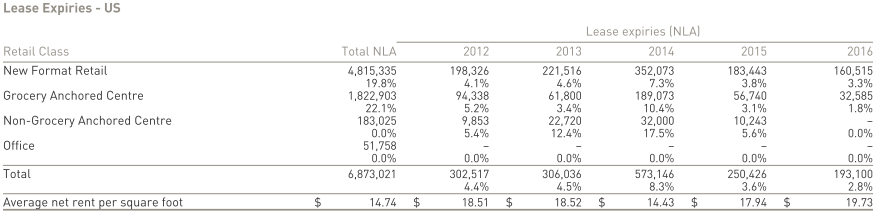 Lease Expiries - US
Lease expiries (NLA)
Retail Class Total NLA 2012 2013 2014 2015 2016
New Format Retail 4,815,335 198,326 221,516 352,073 183,443 160,515
19.8% 4.1% 4.6% 7.3% 3.8% 3.3%
Grocery Anchored Centre 1,822,903 94,338 61,800 189,073 56,740 32,585
22.1% 5.2% 3.4% 10.4% 3.1% 1.8%
Non-Grocery Anchored Centre 183,025 9,853 22,720 32,000 10,243 –
0.0% 5.4% 12.4% 17.5% 5.6% 0.0%
Office 51,758 – – – – –
0.0% 0.0% 0.0% 0.0% 0.0% 0.0%
Total 6,873,021 302,517 306,036 573,146 250,426 193,100
4.4% 4.5% 8.3% 3.6% 2.8%
Average net rent per square foot $ 14.74 $ 18.51 $ 18.52 $ 14.43 $ 17.94 $ 19.73